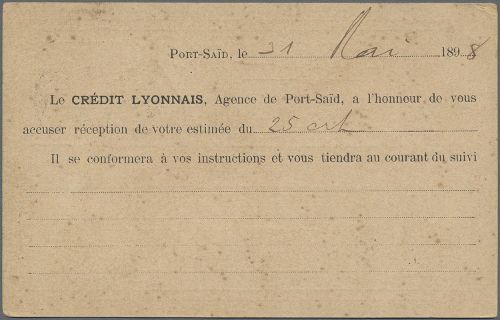 Port-Saïd, le 31 Mai 1898
Le CRÉDIT LYONNAIS, Agence de Port-Saïd, a l'honneur de vous
accuser réception de votre estimée du 25 crt
Il se conformera à vos instructions et vous tiendra au courant du suivi